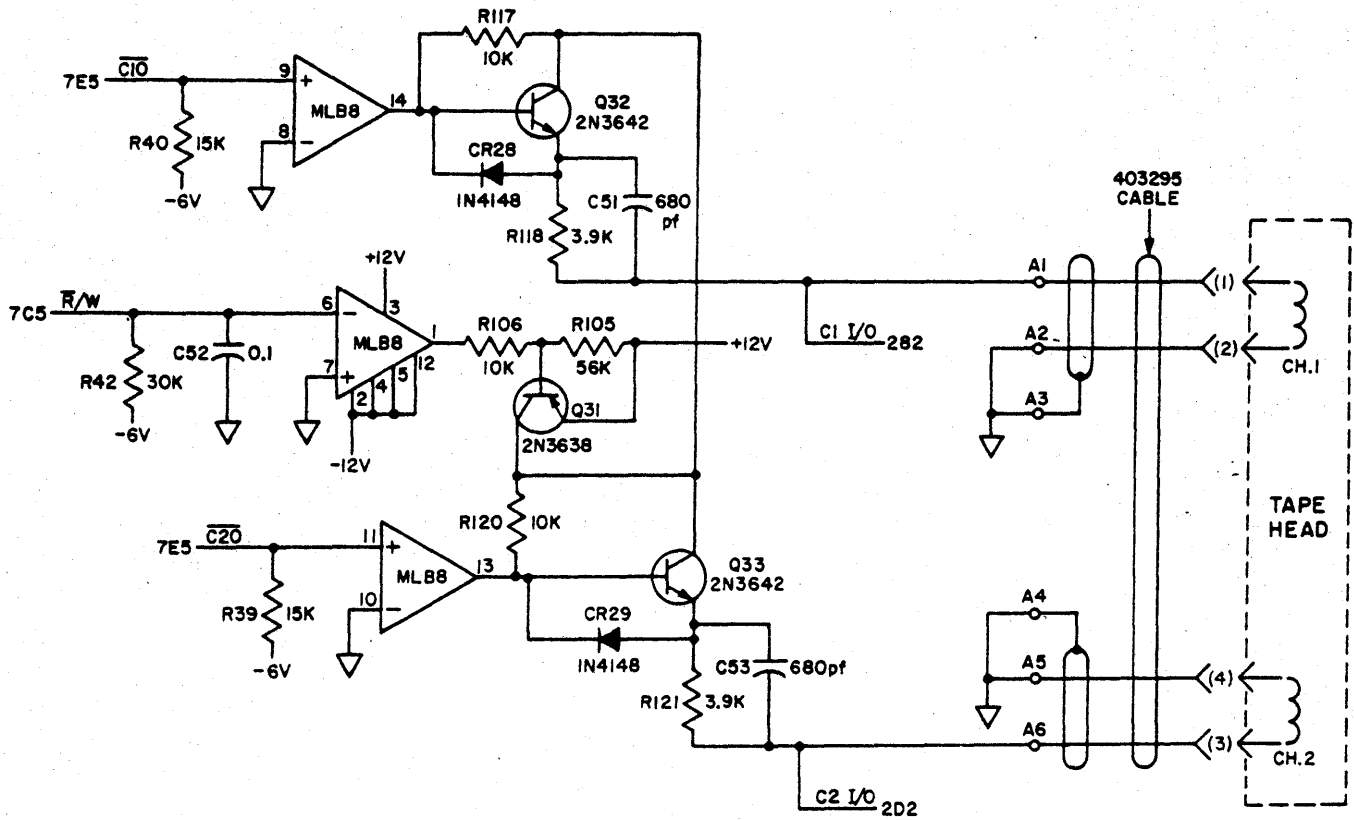 R117
10K
7E5 C10
9
+
MLB8
14
8
−
R40
15K
-6V
Q32
2N3642
CR28
1N4148
C51
680
pf
R118
3.9K
403295
CABLE
+12V
7C5 R/W
6
−
3
MLB8
1
7
+
2
4
5
12
-12V
R42
30K
-6V
C52
0.1
R106
10K
R105
56K
+12V
Q31
2N3638
A1
(1)
C1 I/O
282
A2
(2)
CH.1
A3
TAPE
HEAD
R120
10K
7E5 C20
11
+
MLB8
13
10
−
R39
15K
-6V
Q33
2N3642
CR29
1N4148
C53
680pf
R121
3.9K
A4
A5
(4)
A6
(3)
CH.2
C2 I/O
2D2